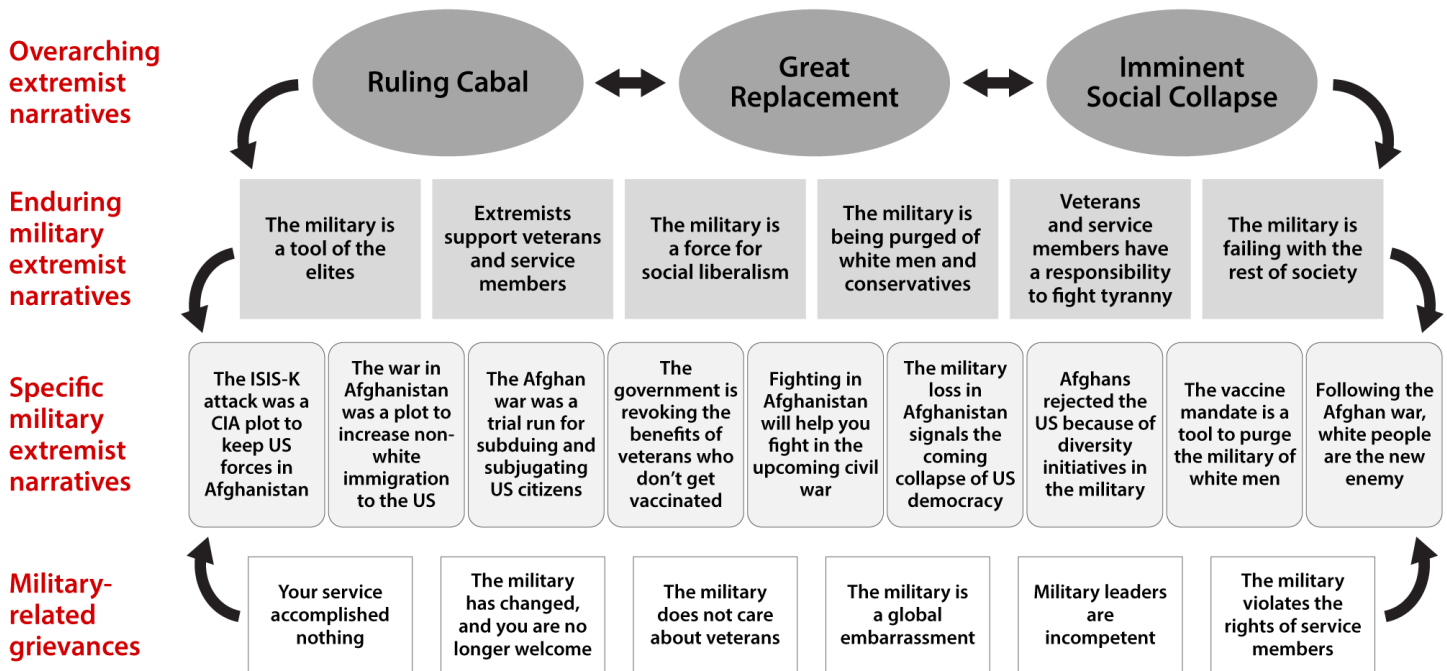 Overarching
extremist
narratives
Ruling Cabal
Great
Replacement
Imminent
Social Collapse
Enduring
military
extremist
narratives
The military is
a tool of the
elites
Extremists
support veterans
and service
members
The military is
a force for
social liberalism
The military is
being purged of
white men and
conservatives
Veterans
and service
members have
a responsibility
to fight tyranny
The military is
failing with the
rest of society
Specific
military
extremist
narratives
The ISIS-K
attack was a
CIA plot to
keep US
forces in
Afghanistan
The war in
Afghanistan
was a plot to
increase non-
white
immigration
to the US
The Afghan
war was a
trial run for
subduing and
subjugating
US citizens
The
government is
revoking the
benefits of
veterans who
don’t get
vaccinated
Fighting in
Afghanistan
will help you
fight in the
upcoming civil
war
The military
loss in
Afghanistan
signals the
coming
collapse of US
democracy
Afghans
rejected the
US because of
diversity
initiatives in
the military
The vaccine
mandate is a
tool to purge
the military of
white men
Following the
Afghan war,
white people
are the new
enemy
Military-
related
grievances
Your service
accomplished
nothing
The military
has changed,
and you are no
longer welcome
The military
does not care
about veterans
The military is
a global
embarrassment
Military leaders
are
incompetent
The military
violates the
rights of service
members